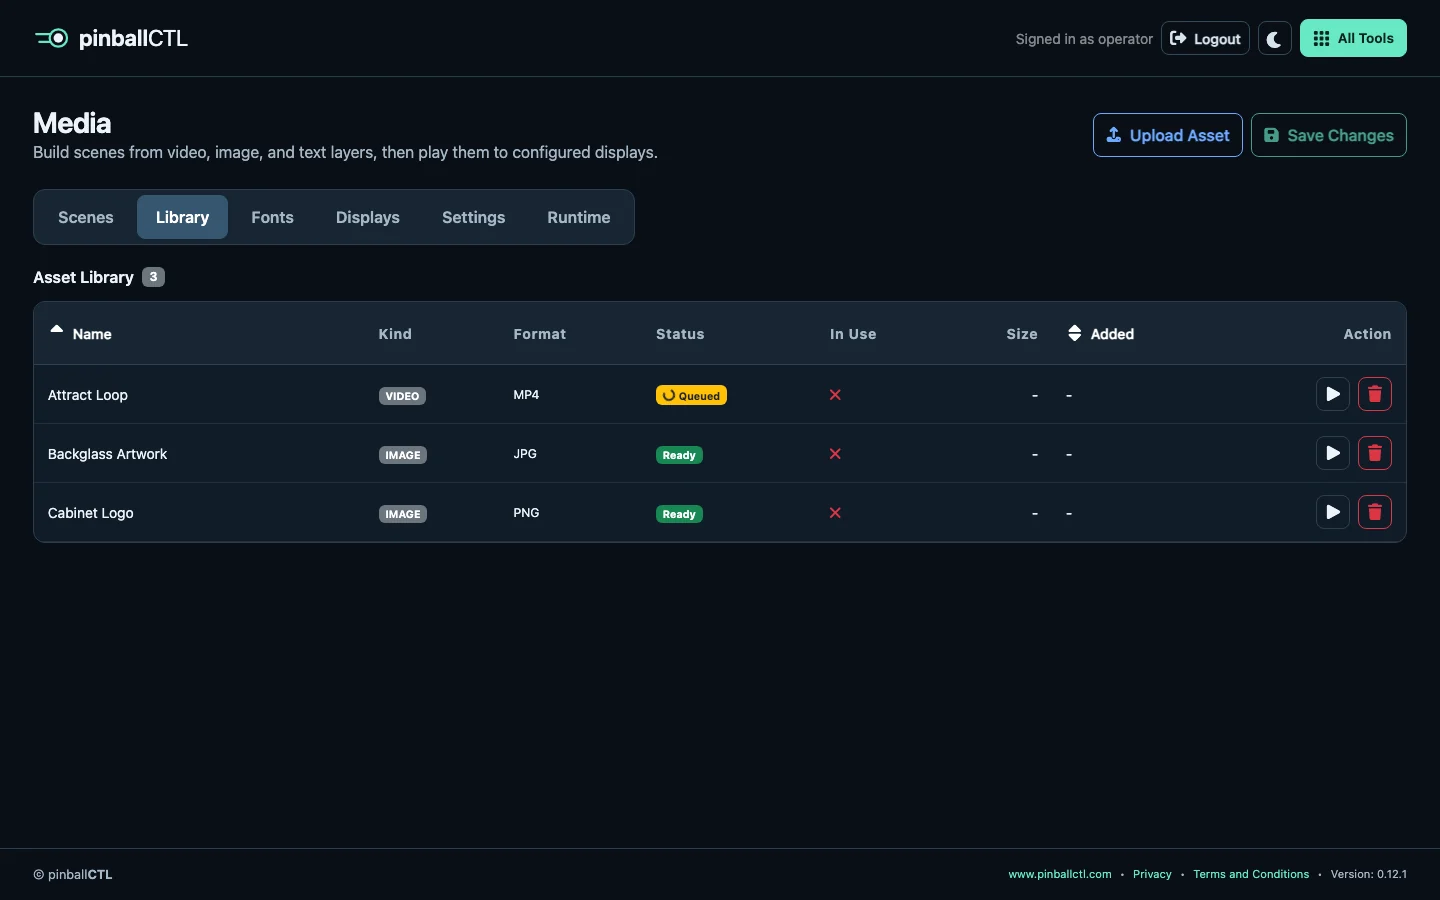 pinballCTL
Signed in as operator
Logout
All Tools
Media
Build scenes from video, image, and text layers, then play them to configured displays.
Upload Asset
Save Changes
Scenes Library Fonts Displays Settings Runtime
Asset Library 3
Name Kind Format Status In Use Size Added Action
Attract Loop VIDEO MP4 Queued - -
Backglass Artwork IMAGE JPG Ready - -
Cabinet Logo IMAGE PNG Ready - -
© pinballCTL
www.pinballctl.com • Privacy • Terms and Conditions • Version: 0.12.1